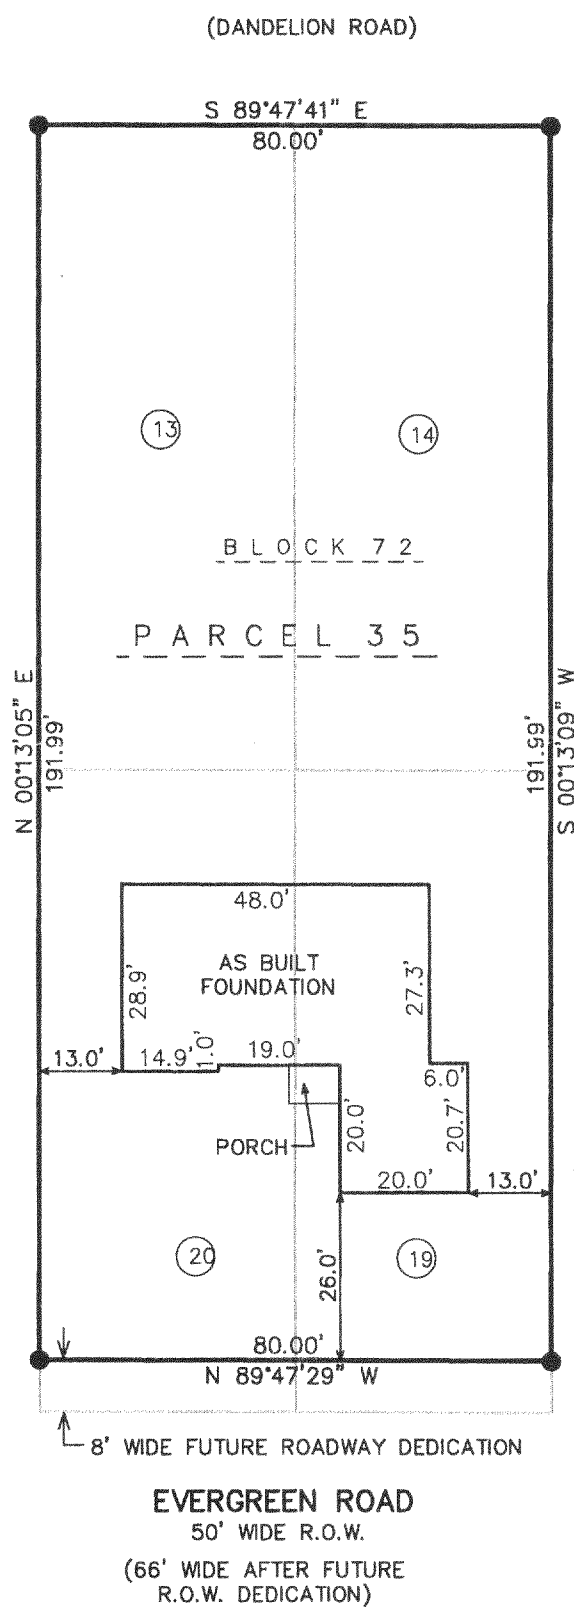 (DANDELION ROAD)
S 89°47'41" E
80.00'
13
14
BLOCK 72
PARCEL 35
N 00°13'05" E
191.99'
191.99'
S 00°13'09" W
48.0'
AS BUILT
FOUNDATION
28.9'
27.3'
13.0'
14.9'
1.0'
19.0'
6.0'
PORCH
20.0'
20.7'
20.0'
13.0'
20
26.0'
19
80.00'
N 89°47'29" W
8' WIDE FUTURE ROADWAY DEDICATION
EVERGREEN ROAD
50' WIDE R.O.W.
(66' WIDE AFTER FUTURE
R.O.W. DEDICATION)